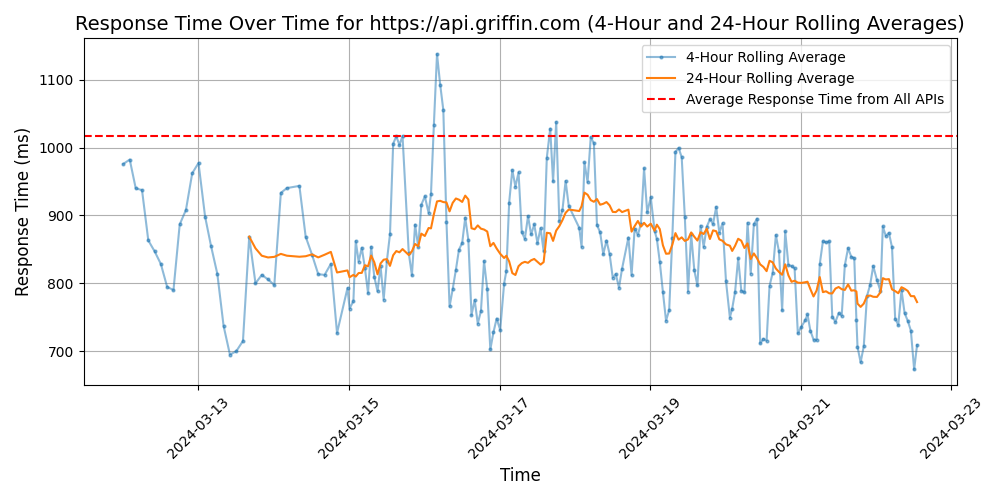 Response Time Over Time for https://api.griffin.com (4-Hour and 24-Hour Rolling Averages)
4-Hour Rolling Average
24-Hour Rolling Average
Average Response Time from All APIs
Response Time (ms)
1100
1000
900
800
700
2024-03-13
2024-03-15
2024-03-17
2024-03-19
2024-03-21
2024-03-23
Time